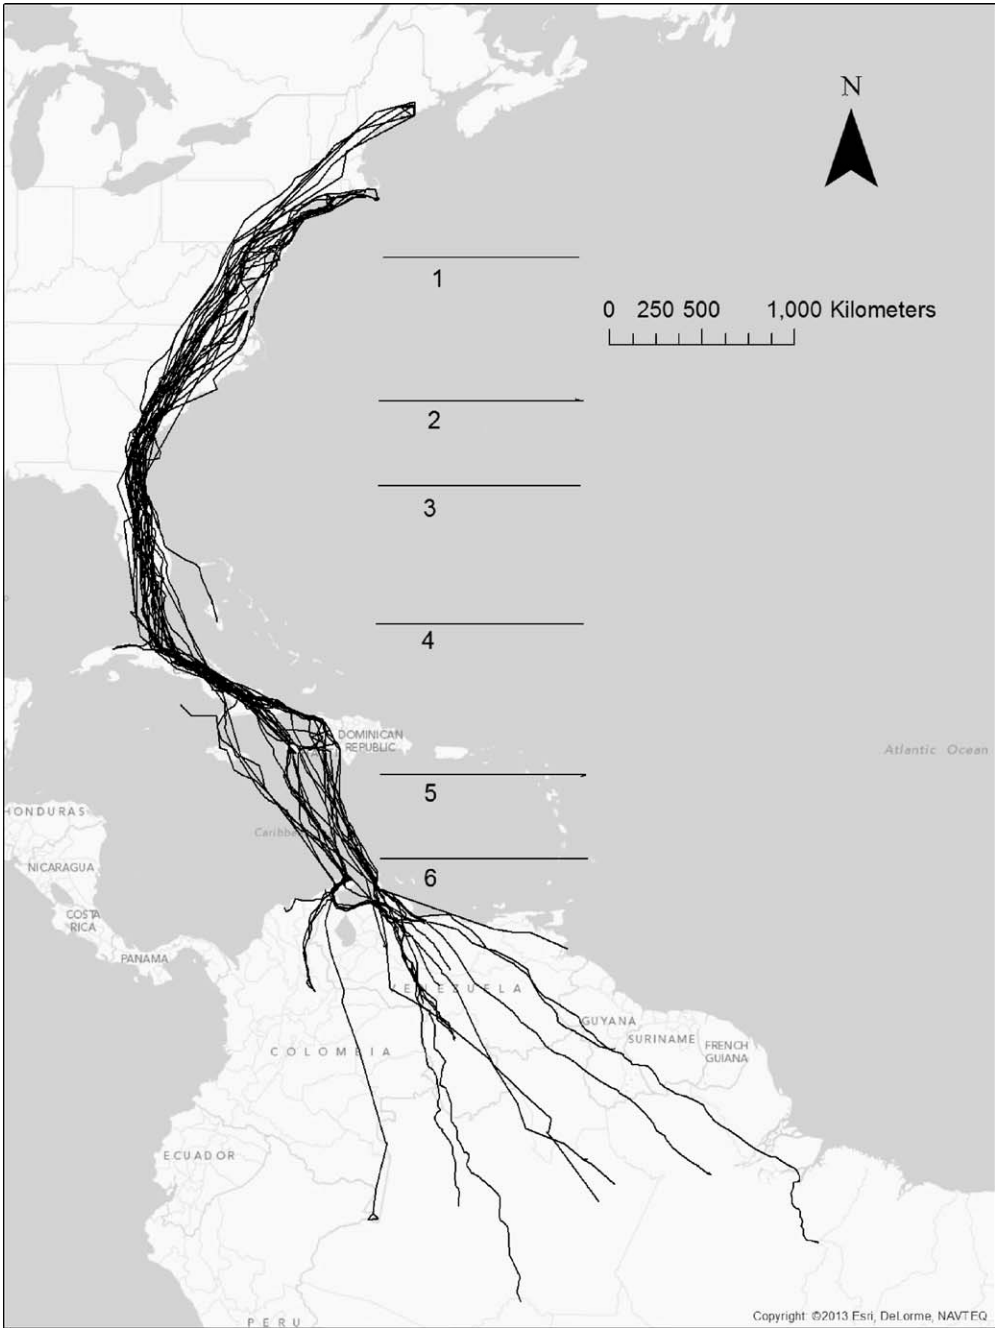 N
1
0 250 500 1,000 Kilometers
2
3
4
DOMINICAN
REPUBLIC
Atlantic Ocean
5
HONDURAS
Caribbe
6
NICARAGUA
COSTA
RICA
PANAMA
VENEZUELA
GUYANA
SURINAME
FRENCH
GUIANA
COLOMBIA
ECUADOR
PERU
Copyright: ©2013 Esri, DeLorme, NAVTEQ